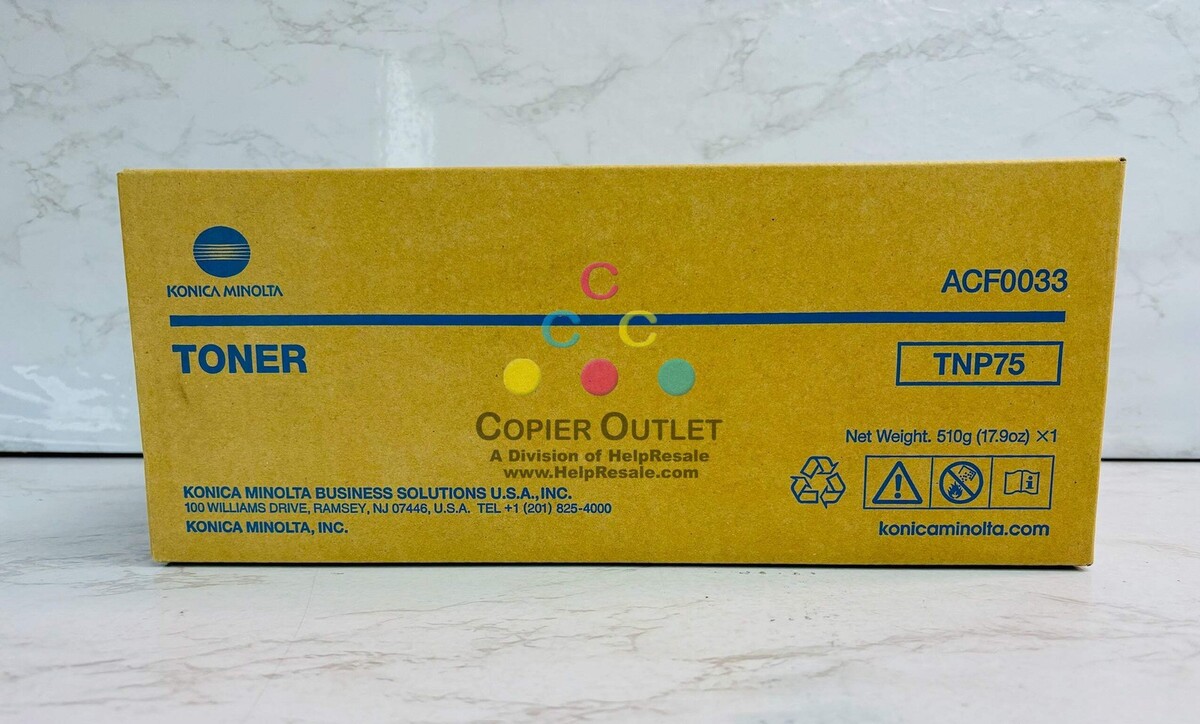 KONICA MINOLTA
ACF0033
TONER
TNP75
C
C C
COPIER OUTLET
A Division of HelpResale
www.HelpResale.com
Net Weight. 510g (17.9oz) ×1
KONICA MINOLTA BUSINESS SOLUTIONS U.S.A.,INC.
100 WILLIAMS DRIVE, RAMSEY, NJ 07446, U.S.A. TEL +1 (201) 825-4000
KONICA MINOLTA, INC.
konicaminolta.com